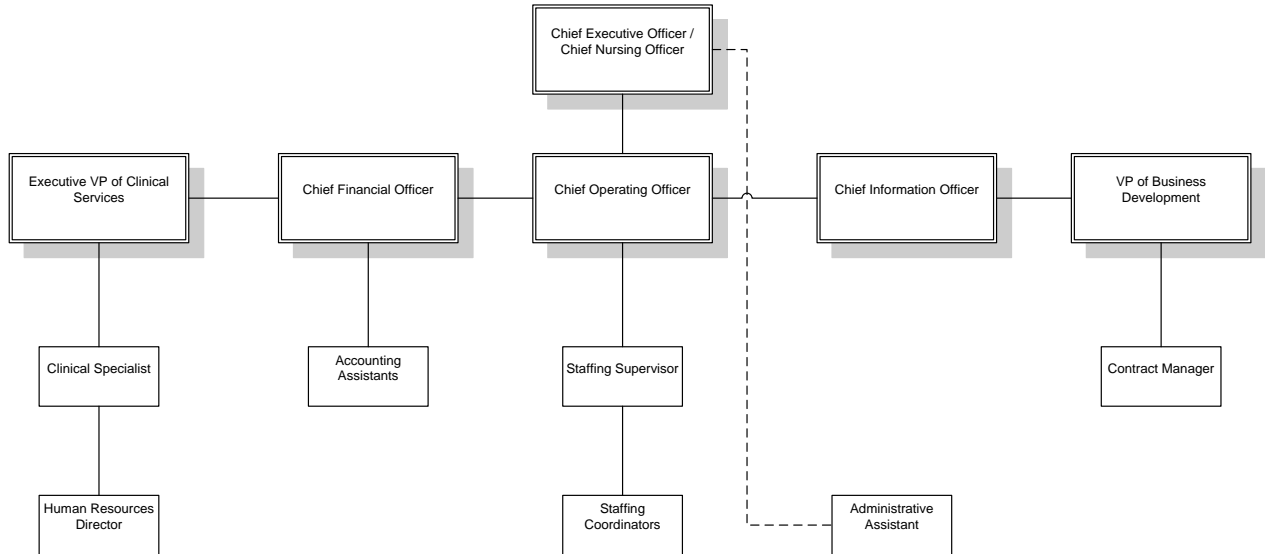 Chief Executive Officer /
Chief Nursing Officer
Executive VP of Clinical
Services
Chief Financial Officer
Chief Operating Officer
Chief Information Officer
VP of Business
Development
Clinical Specialist
Accounting
Assistants
Staffing Supervisor
Contract Manager
Human Resources
Director
Staffing
Coordinators
Administrative
Assistant